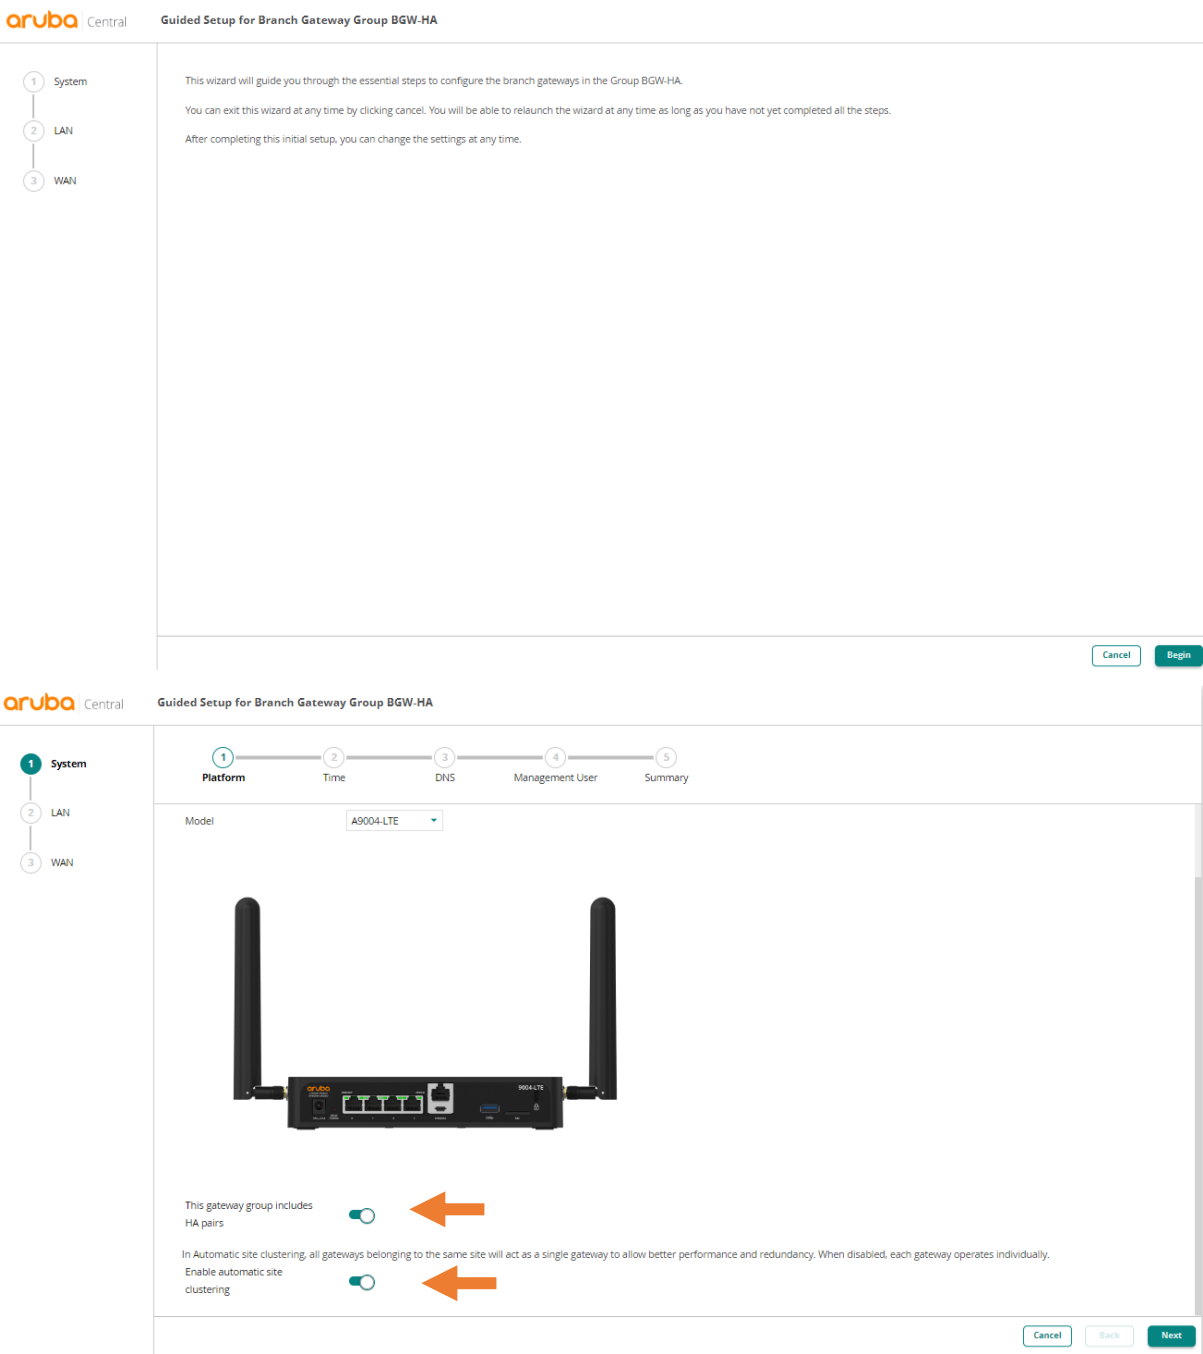 aruba Central
Guided Setup for Branch Gateway Group BGW-HA
1 System
2 LAN
3 WAN
This wizard will guide you through the essential steps to configure the branch gateways in the Group BGW-HA.
You can exit this wizard at any time by clicking cancel. You will be able to relaunch the wizard at any time as long as you have not yet completed all the steps.
After completing this initial setup, you can change the settings at any time.
Cancel
Begin
aruba Central
Guided Setup for Branch Gateway Group BGW-HA
1 System
2 LAN
3 WAN
1 2 3 4 5
Platform Time DNS Management User Summary
Model A9004-LTE
aruba
9004-LTE
This gateway group includes
HA pairs
In Automatic site clustering, all gateways belonging to the same site will act as a single gateway to allow better performance and redundancy. When disabled, each gateway operates individually.
Enable automatic site
clustering
Cancel
Back
Next